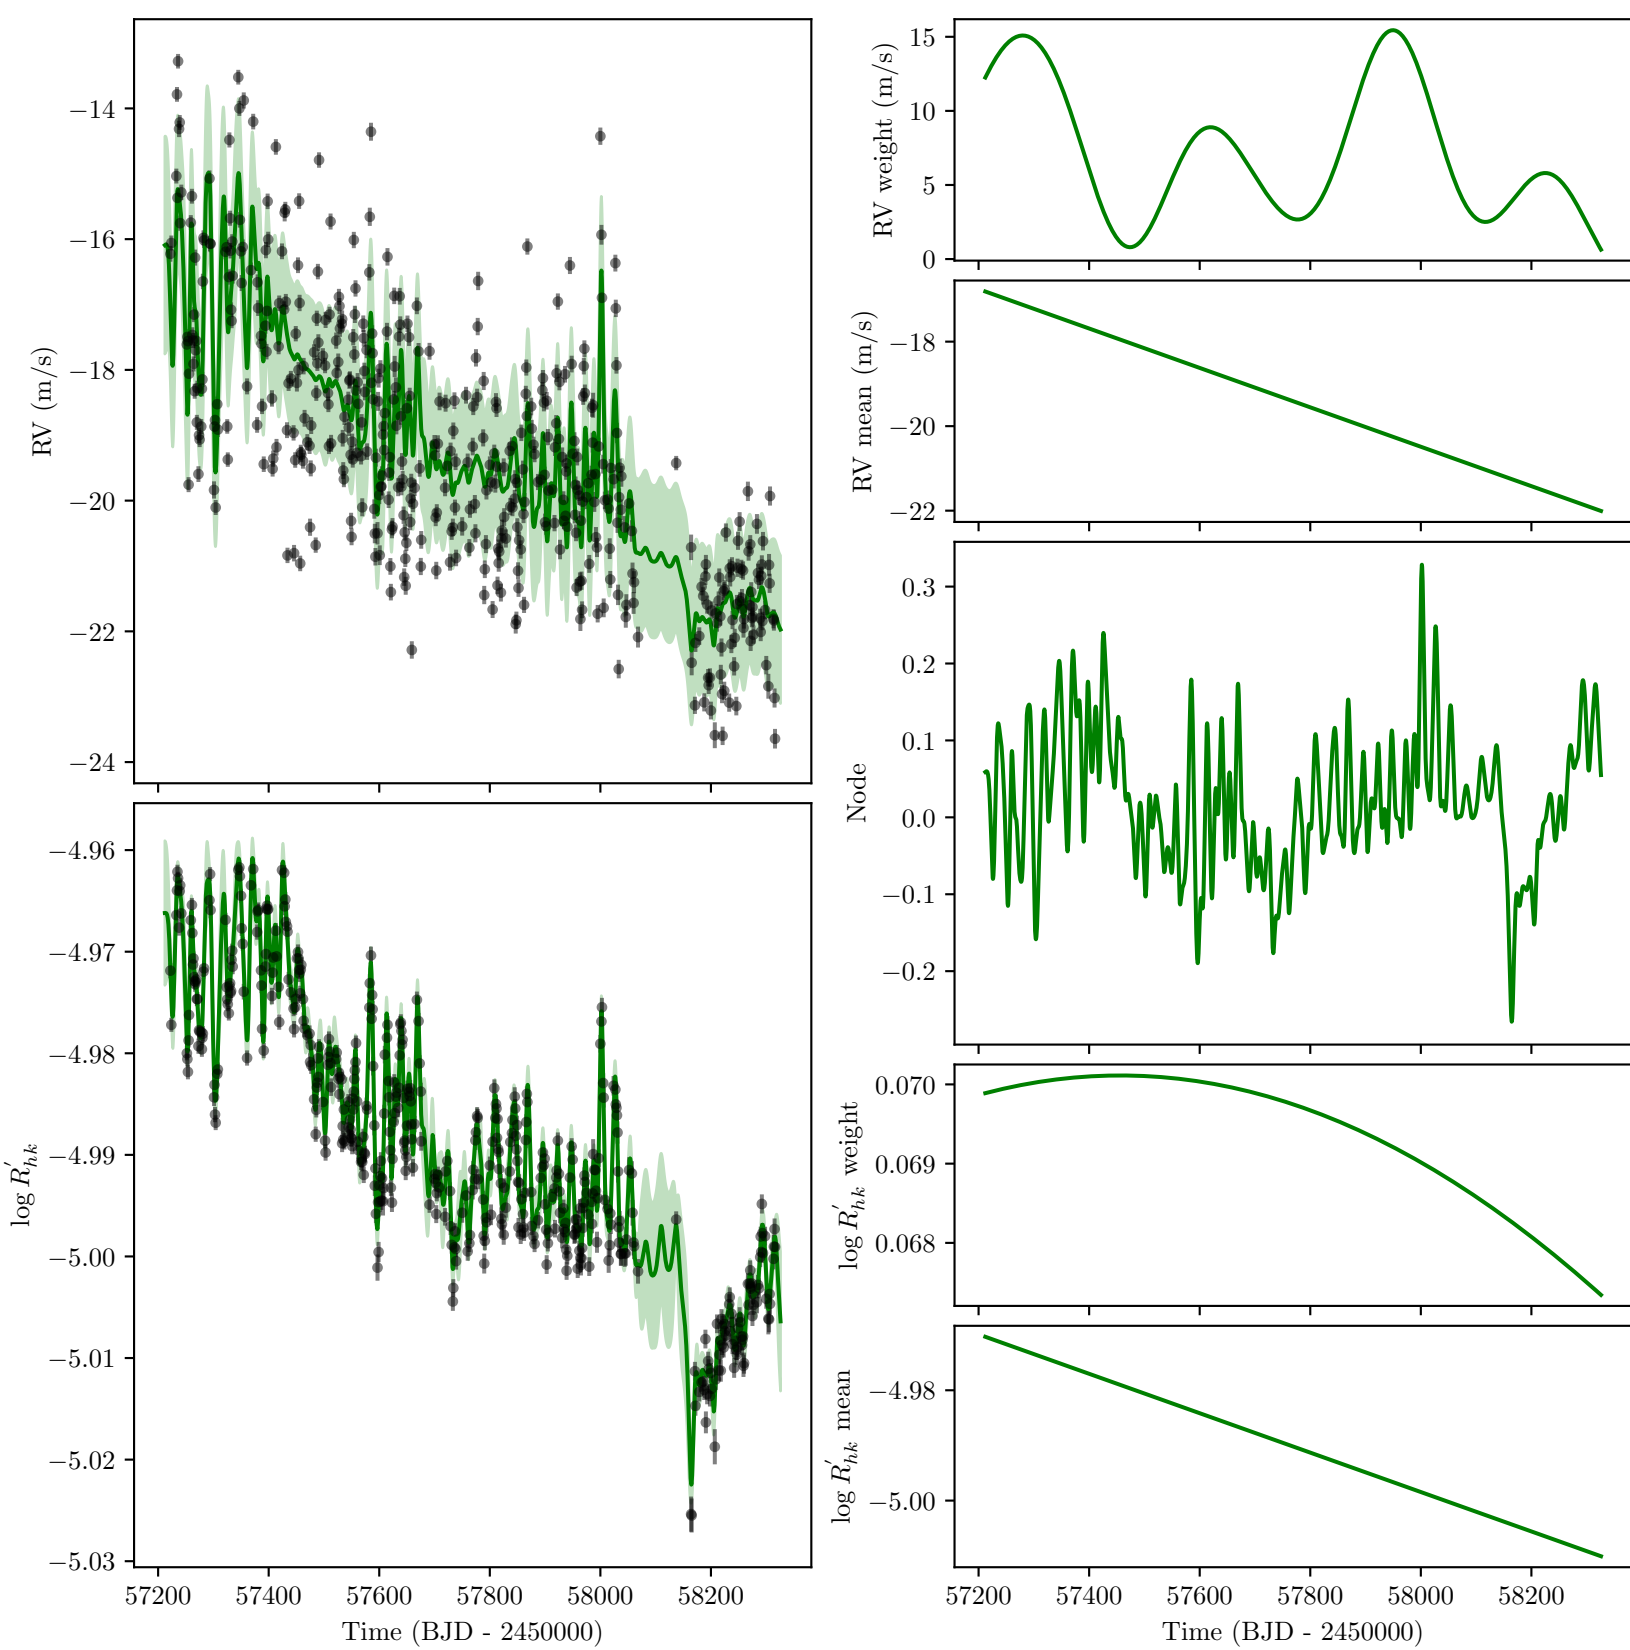 −14
−16
−18
−20
−22
−24
RV (m/s)
−4.96
−4.97
−4.98
−4.99
−5.00
−5.01
−5.02
−5.03
log R'hk
57200 57400 57600 57800 58000 58200
Time (BJD - 2450000)
15
10
5
0
RV weight (m/s)
−18
−20
−22
RV mean (m/s)
0.3
0.2
0.1
0.0
−0.1
−0.2
Node
0.070
0.069
0.068
log R'hk weight
−4.98
−5.00
log R'hk mean
57200 57400 57600 57800 58000 58200
Time (BJD - 2450000)